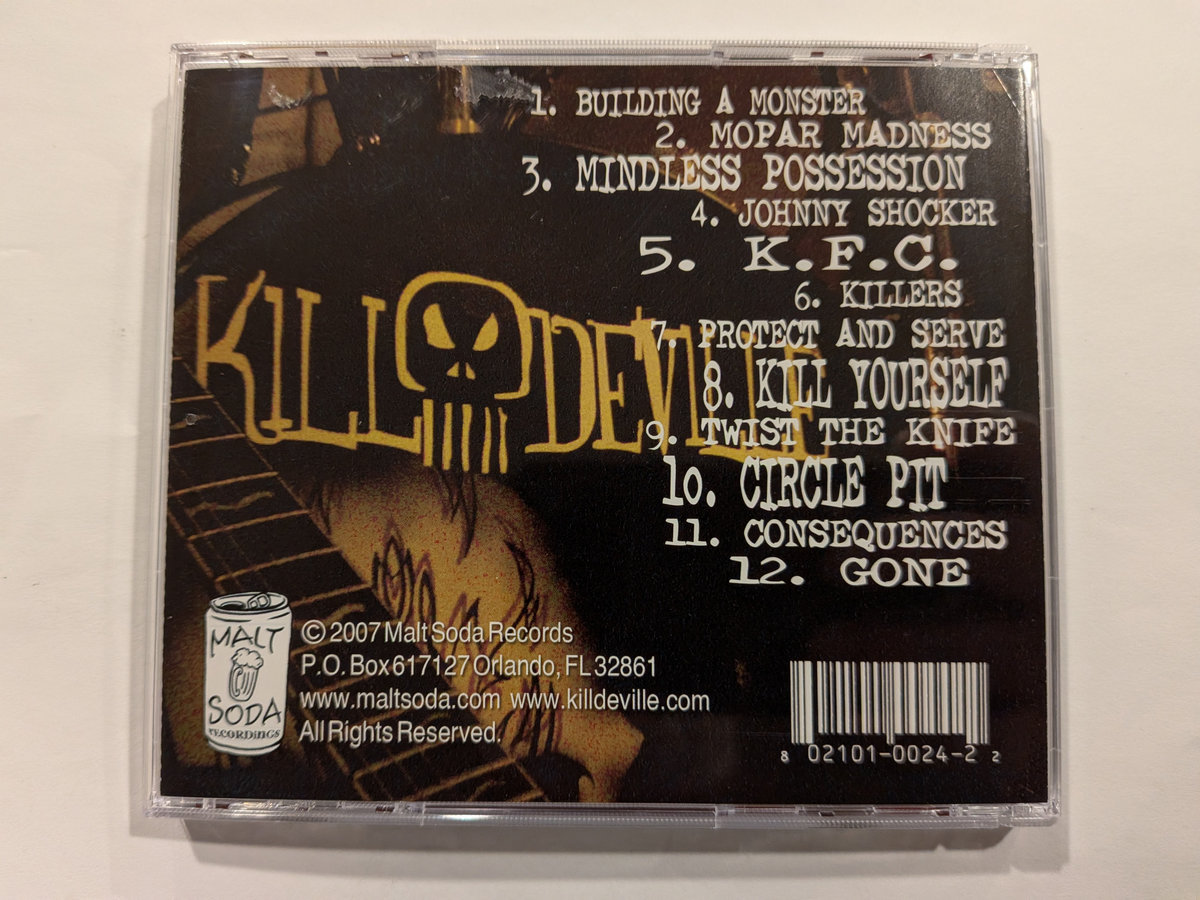 1. BUILDING A MONSTER
2. MOPAR MADNESS
3. MINDLESS POSSESSION
4. JOHNNY SHOCKER
5. K.F.C.
6. KILLERS
7. PROTECT AND SERVE
8. KILL YOURSELF
9. TWIST THE KNIFE
10. CIRCLE PIT
11. CONSEQUENCES
12. GONE
KILL DEVILLE
MALT
SODA
RECORDINGS
© 2007 Malt Soda Records
P.O. Box 617127 Orlando, FL 32861
www.maltsoda.com www.killdeville.com
All Rights Reserved.
8 02101-0024-2 2